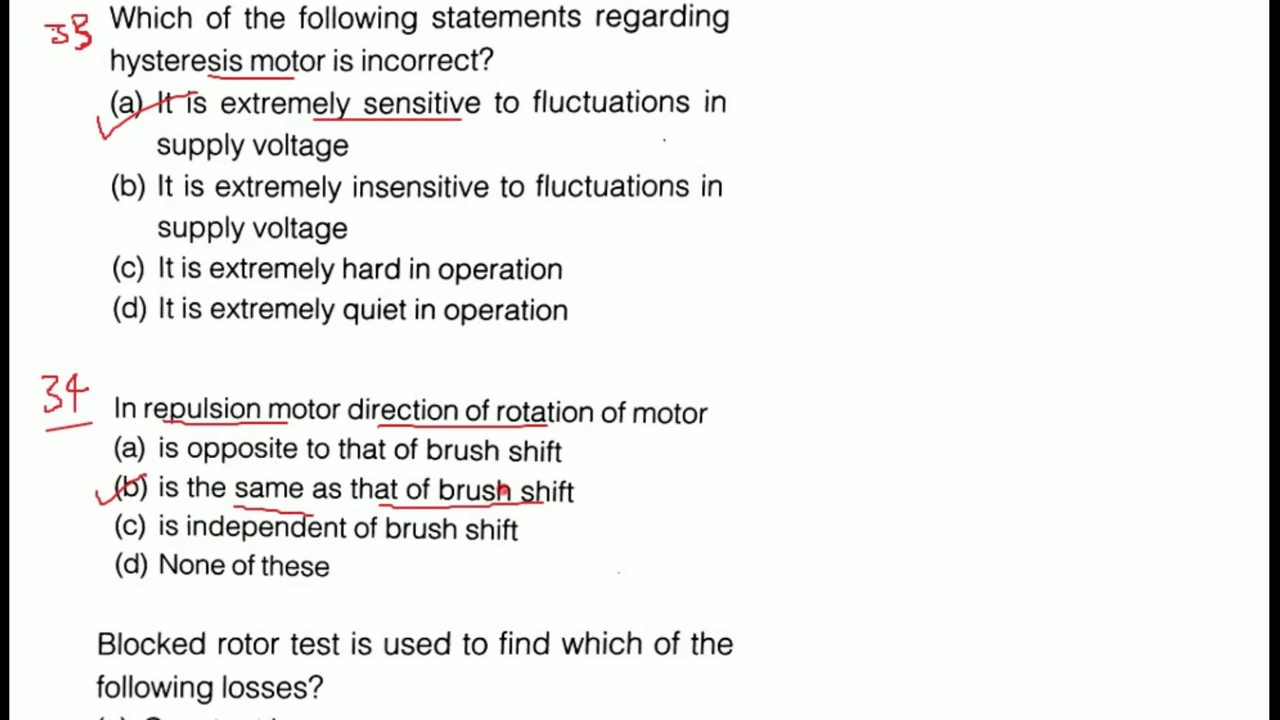 33 Which of the following statements regarding
hysteresis motor is incorrect?
(a) It is extremely sensitive to fluctuations in
supply voltage
(b) It is extremely insensitive to fluctuations in
supply voltage
(c) It is extremely hard in operation
(d) It is extremely quiet in operation
34 In repulsion motor direction of rotation of motor
(a) is opposite to that of brush shift
(b) is the same as that of brush shift
(c) is independent of brush shift
(d) None of these
Blocked rotor test is used to find which of the
following losses?